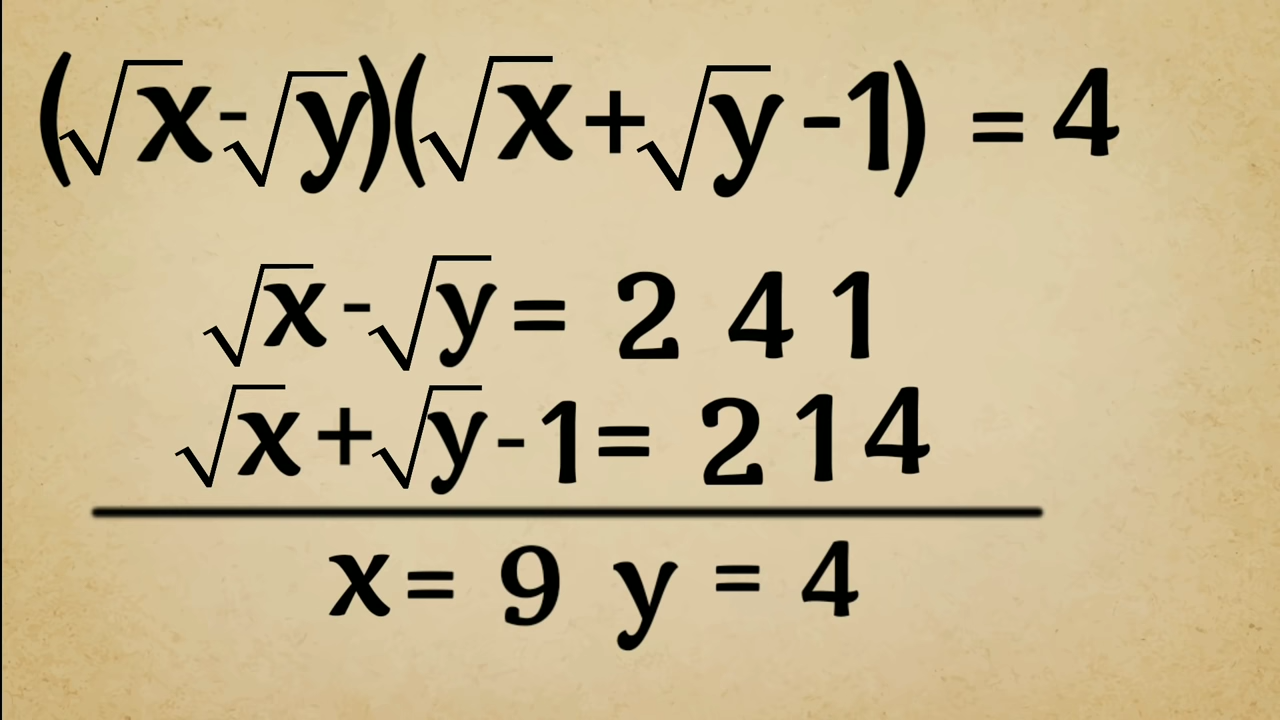 (√x-√y)(√x+√y-1) = 4
√x-√y= 2 4 1
√x+√y-1= 2 1 4
x= 9 y = 4